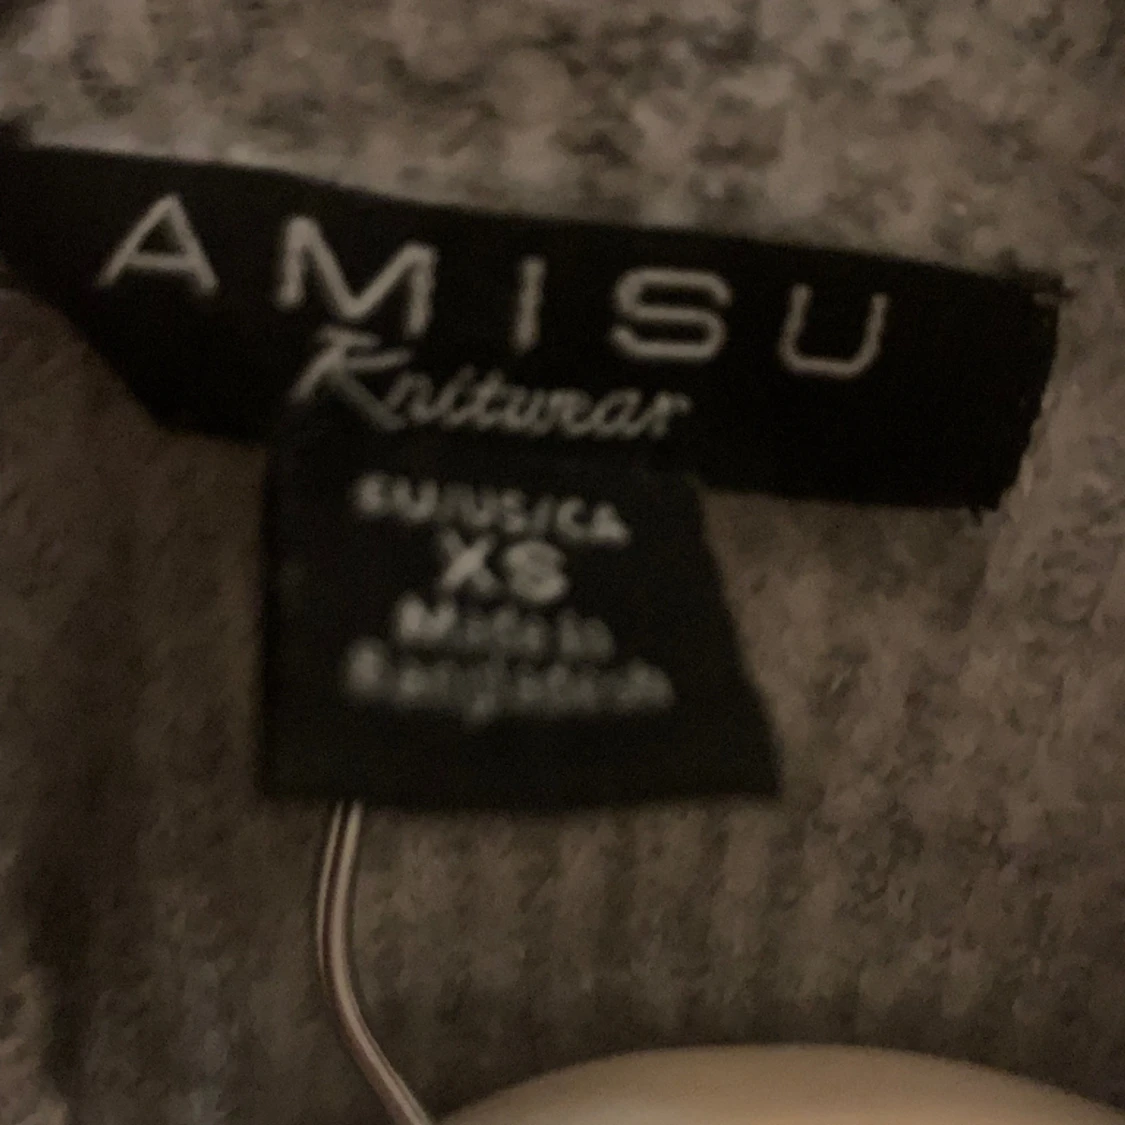 AMISU
Knitwear
EU/US/CA
XS
Made in
Bangladesh